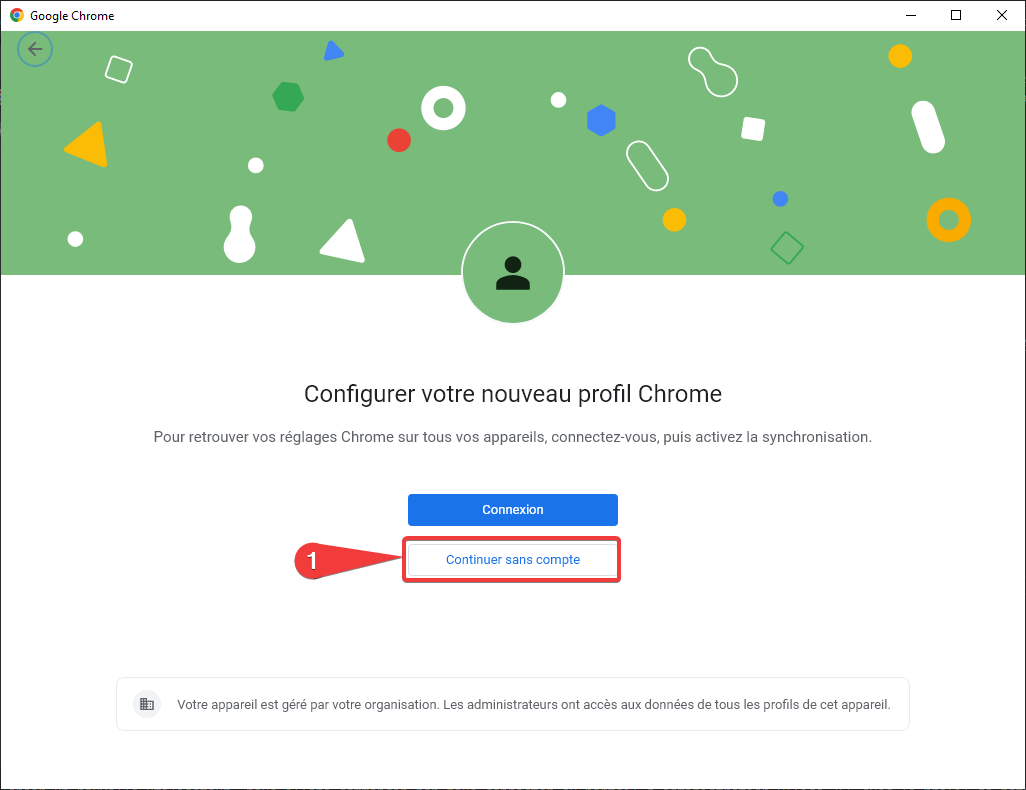 Google Chrome
Configurer votre nouveau profil Chrome
Pour retrouver vos réglages Chrome sur tous vos appareils, connectez-vous, puis activez la synchronisation.
Connexion
1
Continuer sans compte
Votre appareil est géré par votre organisation. Les administrateurs ont accès aux données de tous les profils de cet appareil.